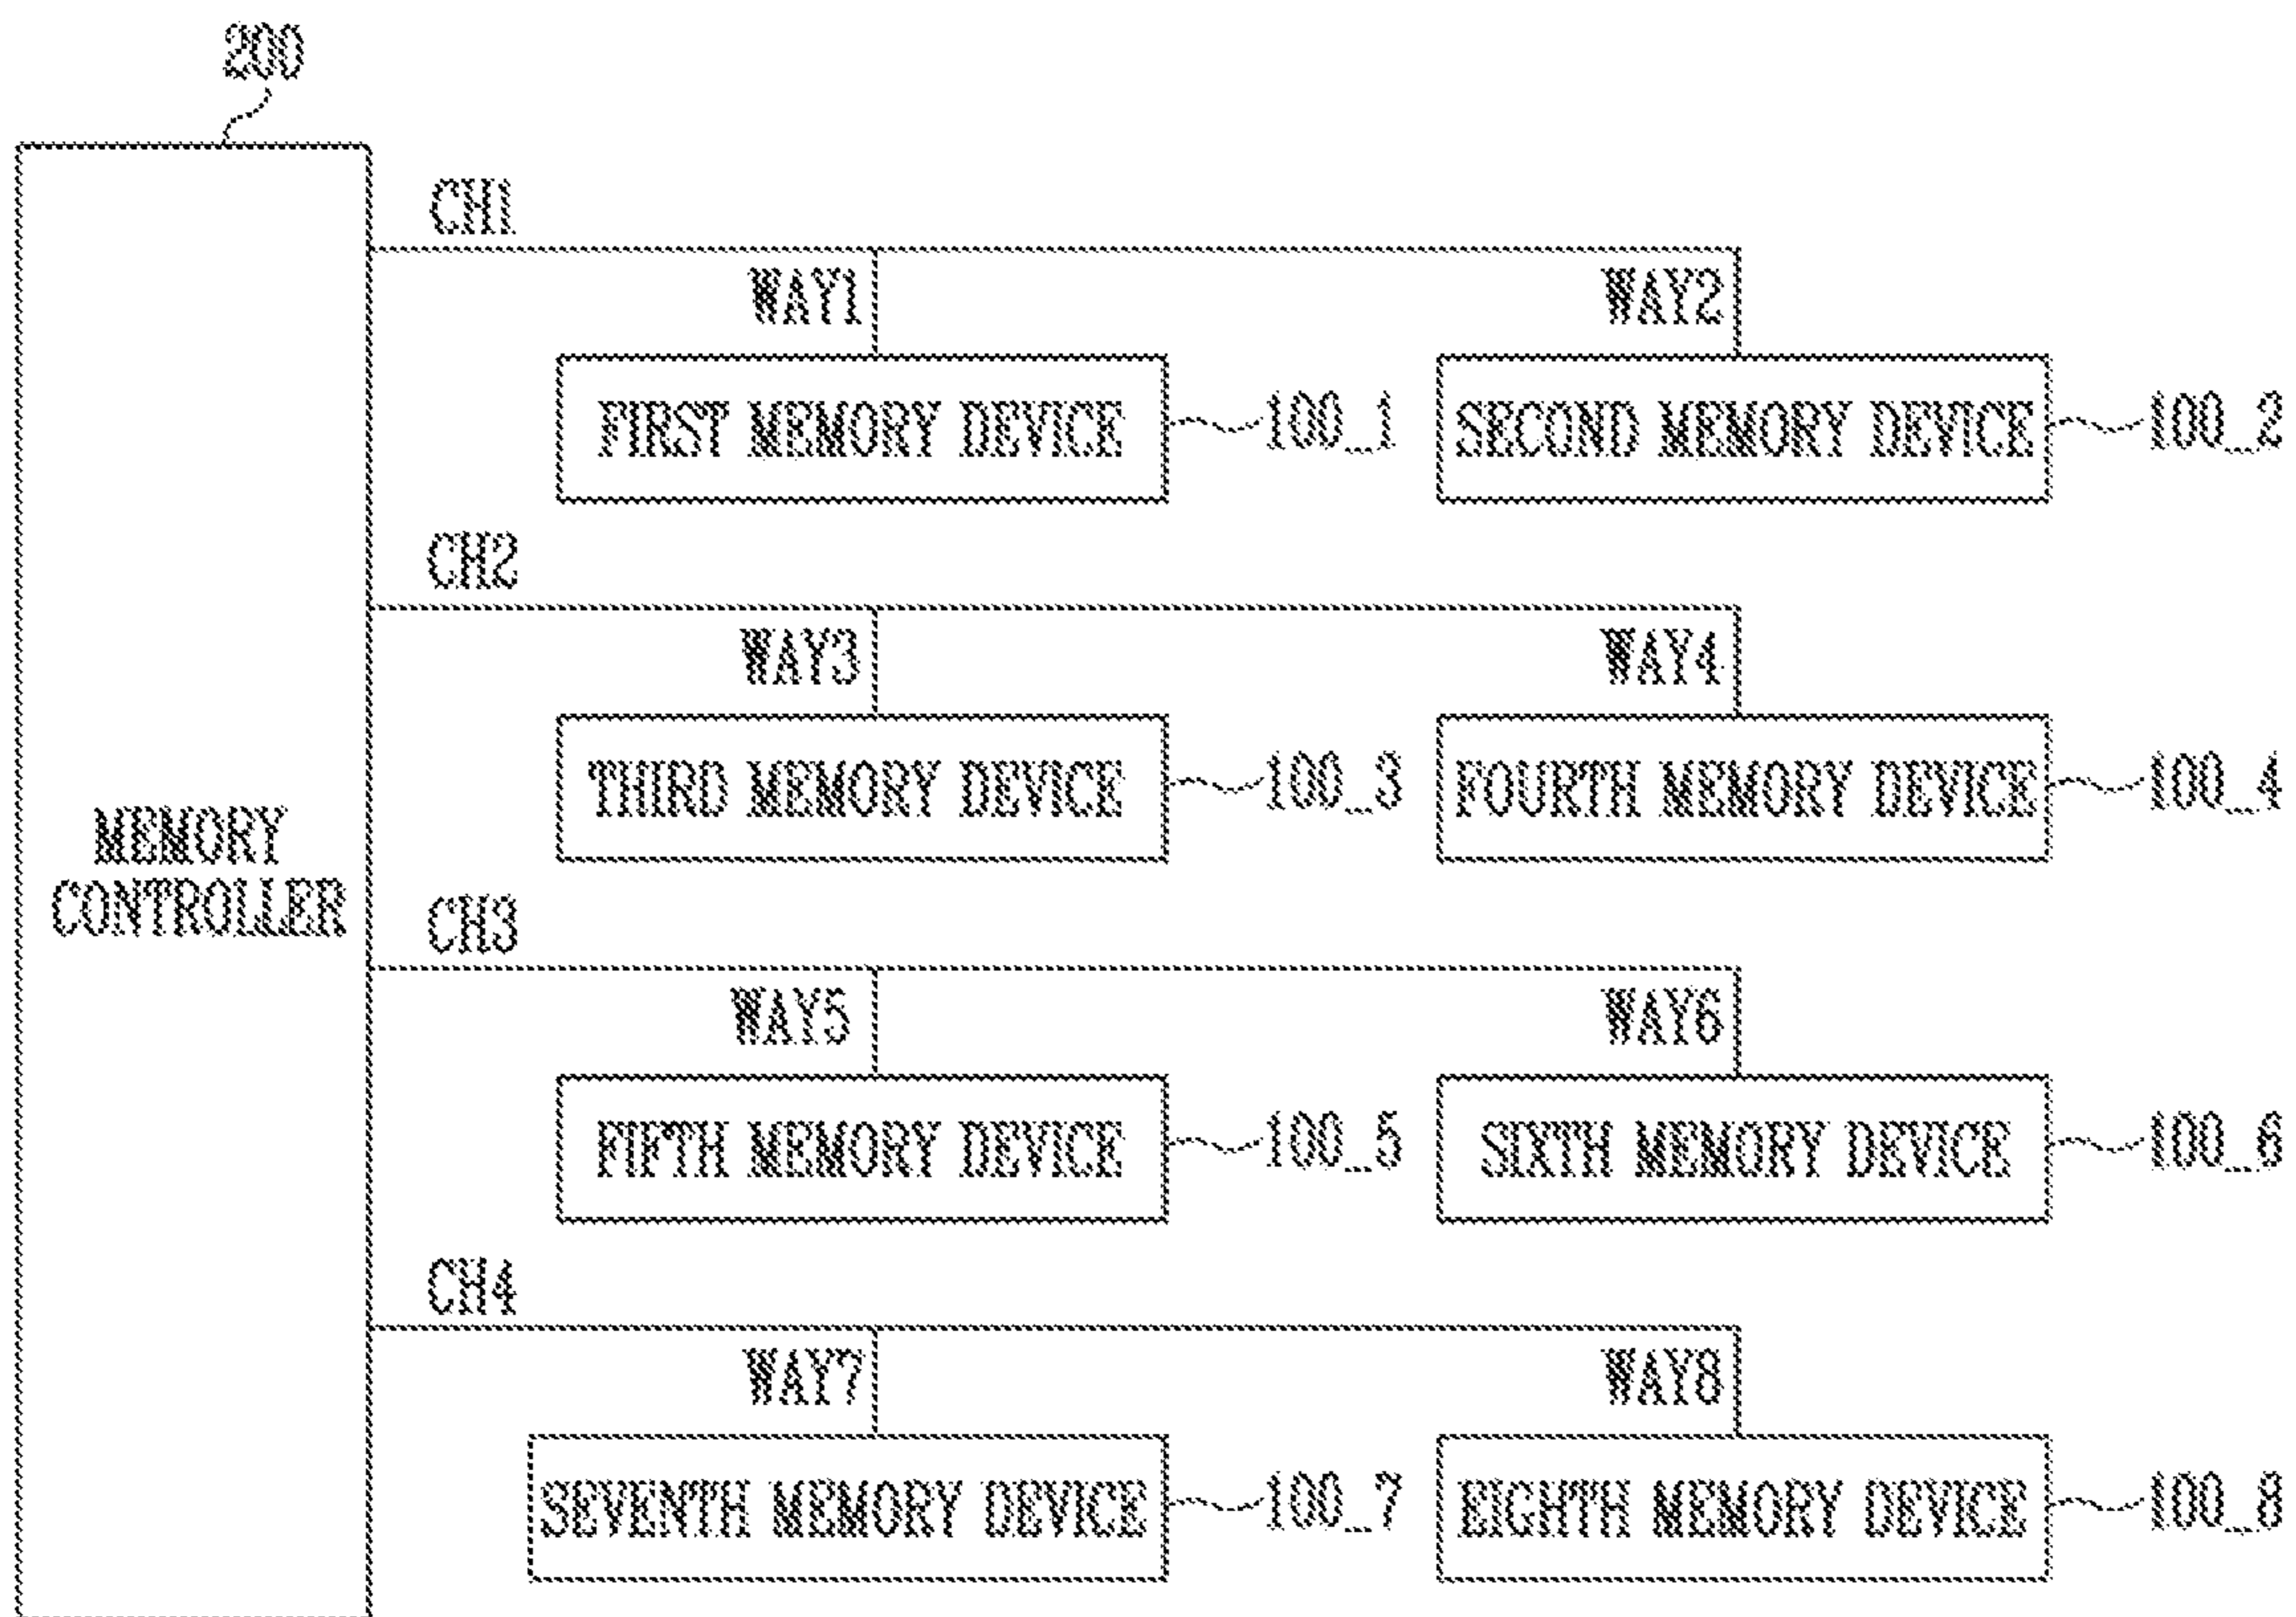 200
CH1
WAY1 WAY2
FIRST MEMORY DEVICE 100_1 SECOND MEMORY DEVICE 100_2
CH2
WAY3 WAY4
THIRD MEMORY DEVICE 100_3 FOURTH MEMORY DEVICE 100_4
MEMORY
CONTROLLER
CH3
WAY5 WAY6
FIFTH MEMORY DEVICE 100_5 SIXTH MEMORY DEVICE 100_6
CH4
WAY7 WAY8
SEVENTH MEMORY DEVICE 100_7 EIGHTH MEMORY DEVICE 100_8